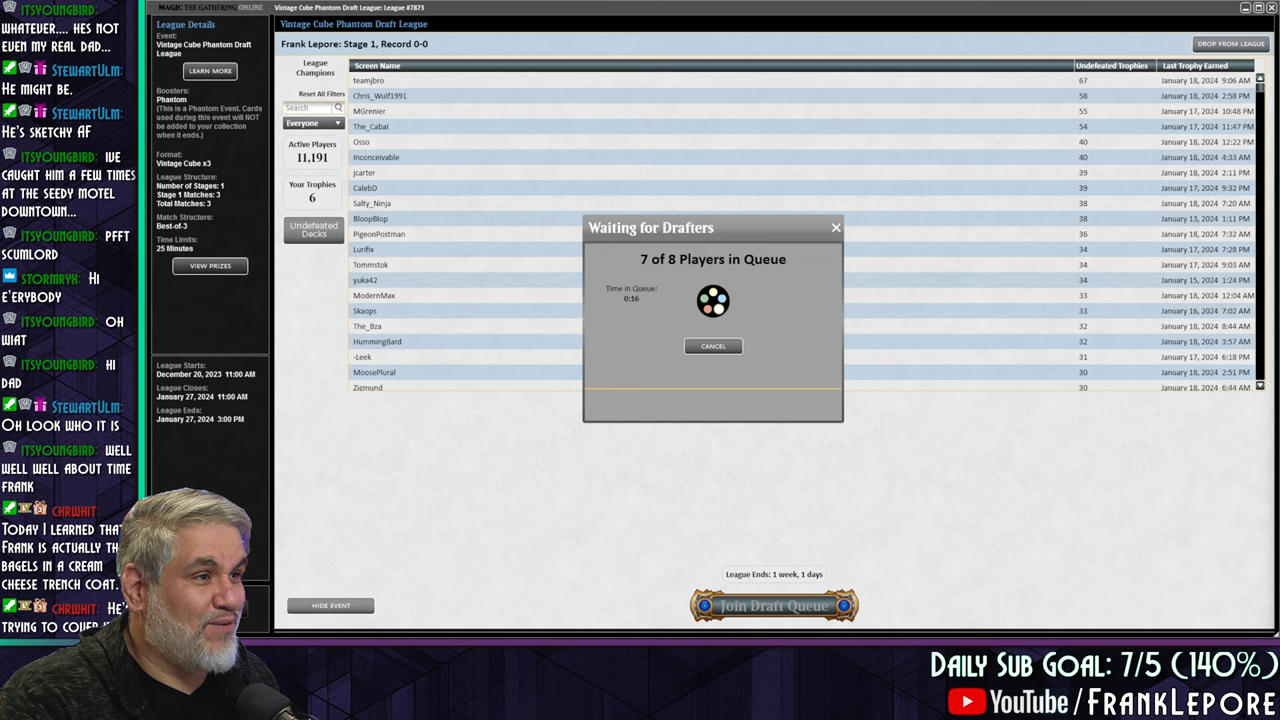 ITSYOUNGBIRD:
WHATEVER... HES NOT
EVEN MY REAL DAD...
STEWARTULM:
HE MIGHT BE.
STEWARTULM:
HE'S SKETCHY AF
ITSYOUNGBIRD: IVE
CAUGHT HIM A FEW TIMES
AT THE SEEDY MOTEL
DOWNTOWN...
ITSYOUNGBIRD: PFFT
SCUMLORD
STORMRYH: HI
E'ERYBODY
ITSYOUNGBIRD: OH
WIAT
ITSYOUNGBIRD: HI
DAD
STEWARTULM:
OH LOOK WHO IT IS
ITSYOUNGBIRD: WELL
WELL WELL ABOUT TIME
FRANK
CHRWHIT:
TODAY I LEARNED THAT
FRANK IS ACTUALLY
BAGELS IN A CREAM
CHEESE TRENCH COAT.
CHRWHIT: HE'S
TRYING TO COVER
MAGIC THE GATHERING ONLINE
Vintage Cube Phantom Draft League: League #7873
League Details
Event:
Vintage Cube Phantom Draft
League
LEARN MORE
Boosters:
Phantom
(This is a Phantom Event. Cards
used during this event will NOT
be added to your collection
when it ends.)
Format:
Vintage Cube x3
League Structure:
Number of Stages: 1
Stage 1 Matches: 3
Total Matches: 3
Match Structure:
Best-of-3
Time Limits:
25 Minutes
VIEW PRIZES
League Starts:
December 20, 2023 11:00 AM
League Closes:
January 27, 2024 11:00 AM
League Ends:
January 27, 2024 3:00 PM
Vintage Cube Phantom Draft League
Frank Lepore: Stage 1, Record 0-0
DROP FROM LEAGUE
League
Champions
Reset All Filters
Search
Everyone
Active Players
11,191
Your Trophies
6
Undefeated
Decks
Screen Name Undefeated Trophies Last Trophy Earned
teamjbro 67 January 18, 2024 9:06 AM
Chris_Wulf1991 58 January 18, 2024 2:58 PM
MGrenier 55 January 17, 2024 10:48 PM
The_Cabal 54 January 17, 2024 11:47 PM
Osso 40 January 18, 2024 12:22 PM
Inconceivable 40 January 18, 2024 4:33 AM
jcarter 39 January 18, 2024 2:11 PM
CalebD 39 January 17, 2024 9:32 PM
Salty_Ninja 38 January 18, 2024 7:20 AM
BloopBlop 38 January 13, 2024 1:11 PM
PigeonPostman 36 January 18, 2024 7:32 AM
Lurifix 34 January 17, 2024 7:28 PM
Tommstok 34 January 17, 2024 9:03 AM
yuka42 34 January 15, 2024 1:24 PM
ModernMax 33 January 18, 2024 12:04 AM
Skaops 33 January 16, 2024 7:02 AM
The_Bza 32 January 18, 2024 8:44 AM
HummingBard 32 January 18, 2024 3:57 AM
-Leek 31 January 17, 2024 6:18 PM
MoosePlural 30 January 18, 2024 2:51 PM
Zigmund 30 January 18, 2024 6:44 AM
Waiting for Drafters
7 of 8 Players in Queue
Time in Queue:
0:16
CANCEL
League Ends: 1 week, 1 days
HIDE EVENT
Join Draft Queue
DAILY SUB GOAL: 7/5 (140%)
YOUTUBE/FRANKLEPORE